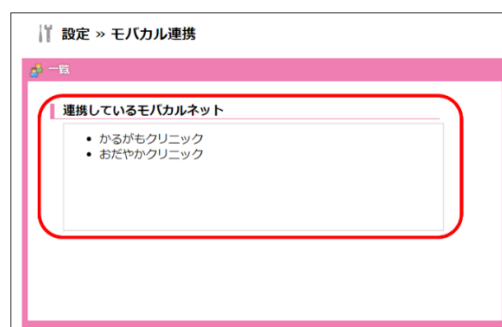 設定 » モバカル連携
一覧
連携しているモバカルネット
• かるがもクリニック
• おだやかクリニック